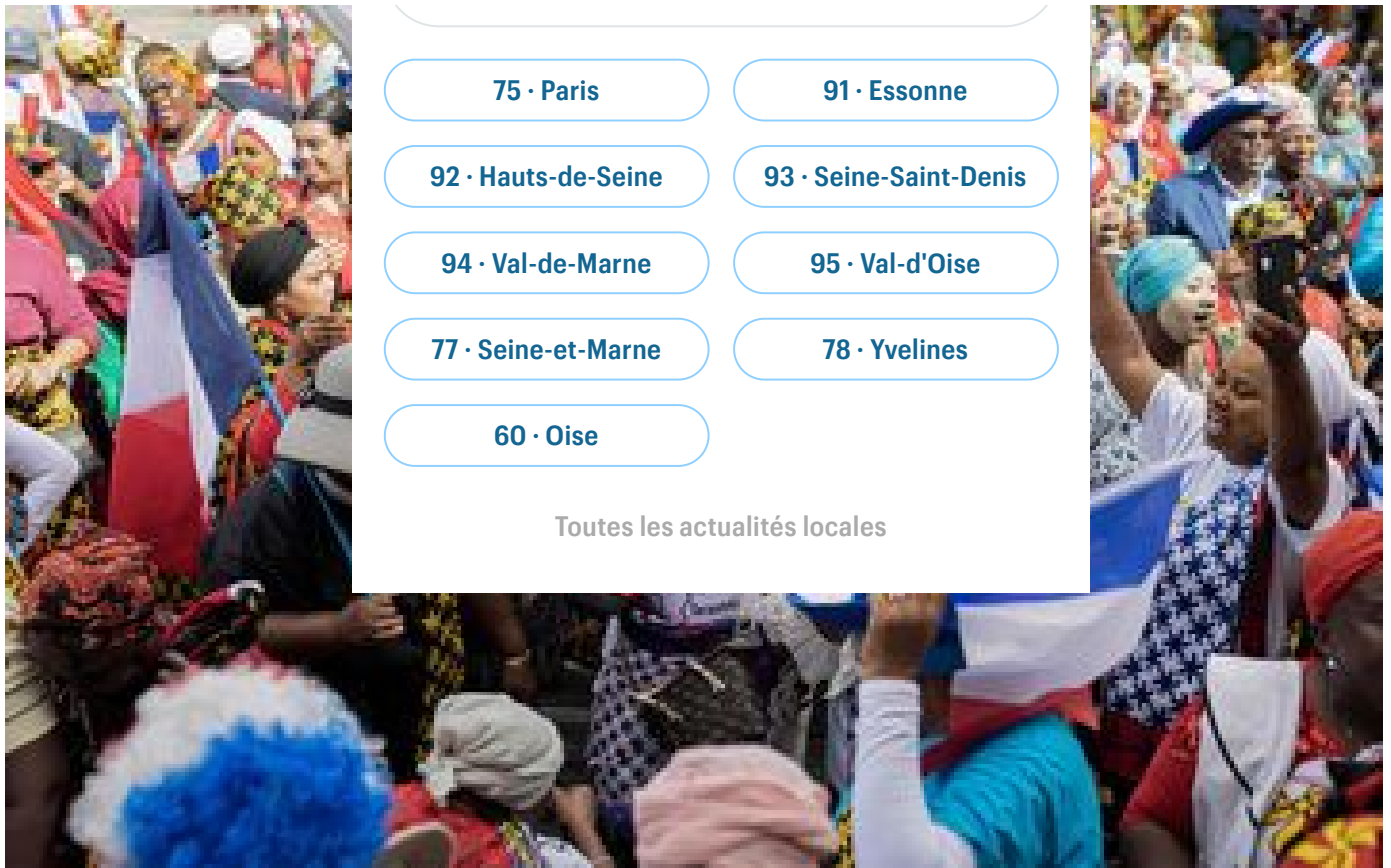 75 · Paris
91 · Essonne
92 · Hauts-de-Seine
93 · Seine-Saint-Denis
94 · Val-de-Marne
95 · Val-d'Oise
77 · Seine-et-Marne
78 · Yvelines
60 · Oise
Toutes les actualités locales